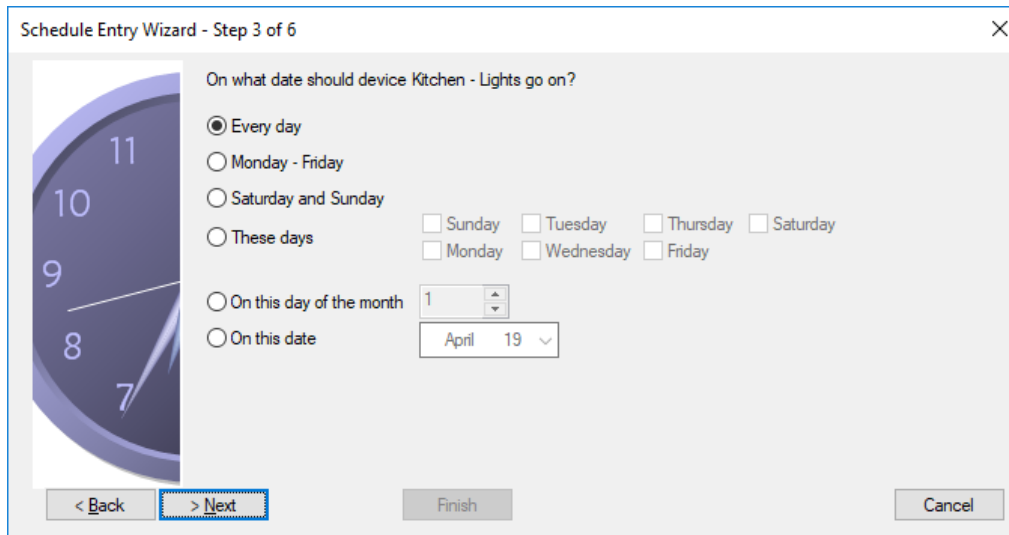 Schedule Entry Wizard - Step 3 of 6
On what date should device Kitchen - Lights go on?
Every day
Monday - Friday
Saturday and Sunday
These days
Sunday Tuesday Thursday Saturday
Monday Wednesday Friday
On this day of the month 1
On this date April 19
11
10
9
8
7
< Back > Next Finish Cancel